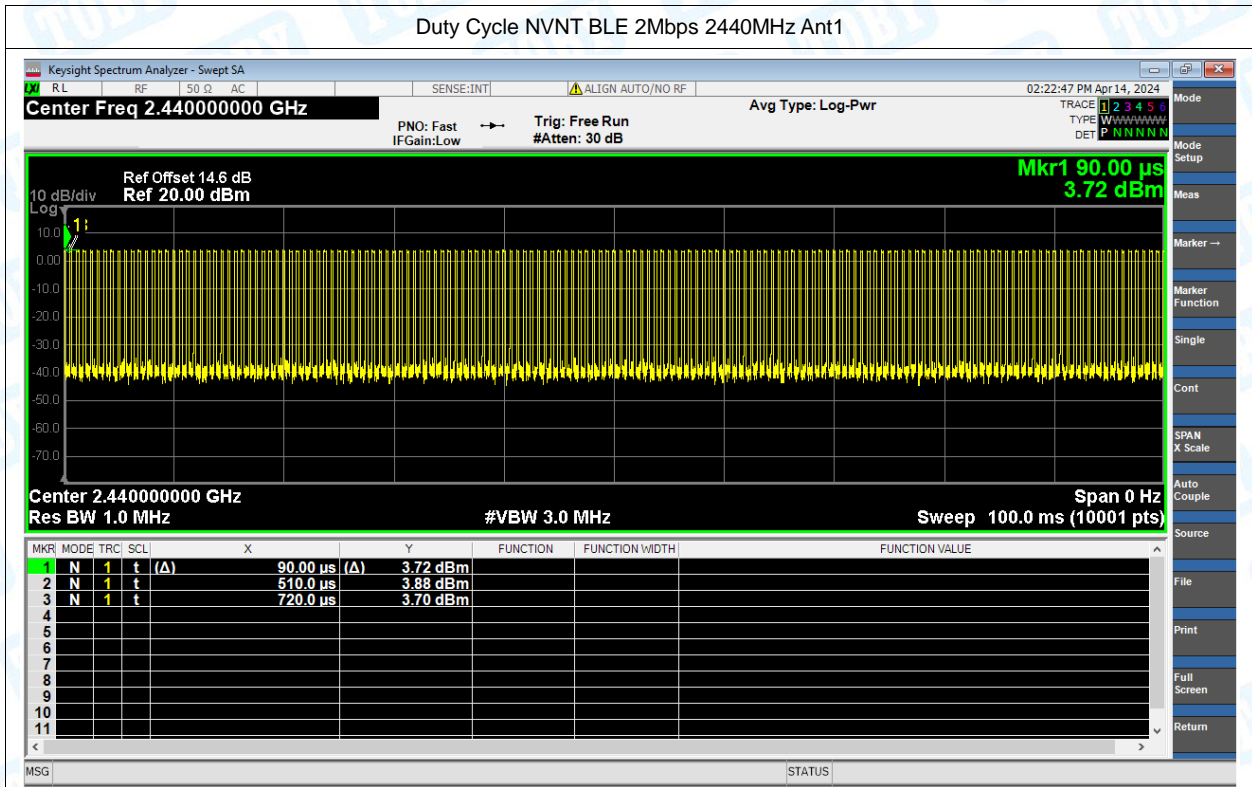 Duty Cycle NVNT BLE 2Mbps 2440MHz Ant1
Keysight Spectrum Analyzer - Swept SA
LXI RL RF 50 Ω AC SENSE:INT ALIGN AUTO/NO RF 02:22:47 PM Apr 14, 2024
Center Freq 2.440000000 GHz Avg Type: Log-Pwr TRACE 1 2 3 4 5 6
PNO: Fast Trig: Free Run TYPE WWWWWW
IFGain:Low #Atten: 30 dB DET P N N N N N
Mkr1 90.00 µs
3.72 dBm
Ref Offset 14.6 dB
10 dB/div Ref 20.00 dBm
Log
1
10.0
0.00
-10.0
-20.0
-30.0
-40.0
-50.0
-60.0
-70.0
Center 2.440000000 GHz Span 0 Hz
Res BW 1.0 MHz #VBW 3.0 MHz Sweep 100.0 ms (10001 pts)
MKR MODE TRC SCL X Y FUNCTION FUNCTION WIDTH FUNCTION VALUE
1 N 1 t (Δ) 90.00 µs (Δ) 3.72 dBm
2 N 1 t 510.0 µs 3.88 dBm
3 N 1 t 720.0 µs 3.70 dBm
4
5
6
7
8
9
10
11
MSG STATUS
Mode
Mode
Setup
Meas
Marker →
Marker
Function
Single
Cont
SPAN
X Scale
Auto
Couple
Source
File
Print
Full
Screen
Return
TOBY